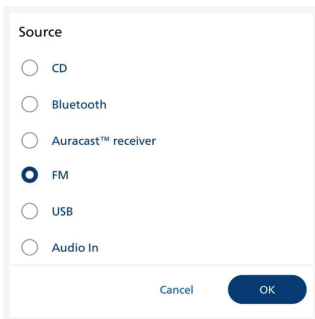 Source
CD
Bluetooth
Auracast™ receiver
FM
USB
Audio In
Cancel OK